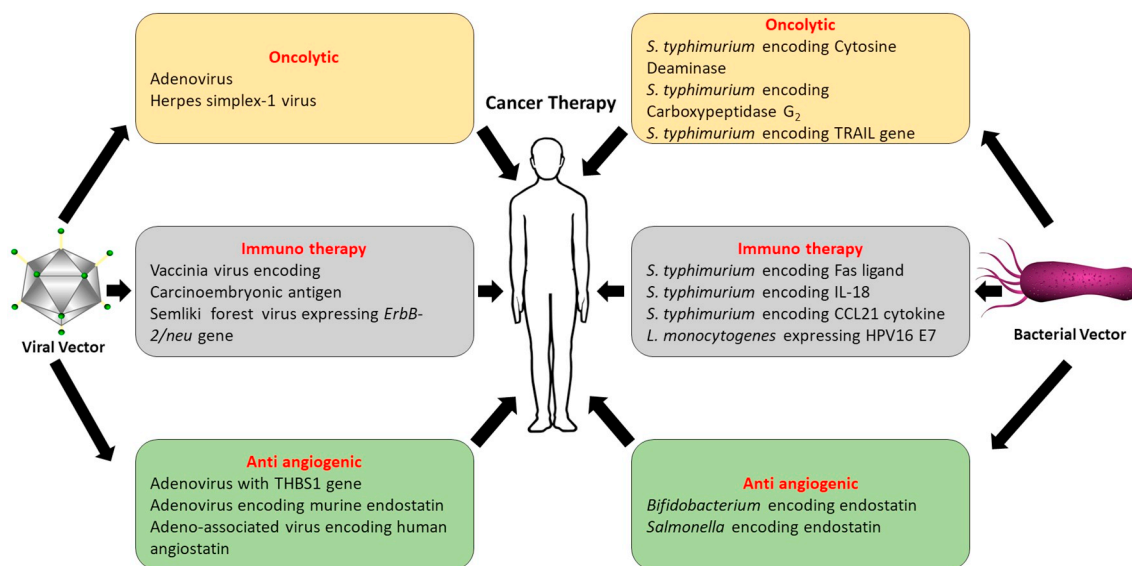 Oncolytic
Adenovirus
Herpes simplex-1 virus
Cancer Therapy
Oncolytic
S. typhimurium encoding Cytosine
Deaminase
S. typhimurium encoding
Carboxypeptidase G₂
S. typhimurium encoding TRAIL gene
Viral Vector
Immuno therapy
Vaccinia virus encoding
Carcinoembryonic antigen
Semliki forest virus expressing ErbB-
2/neu gene
Immuno therapy
S. typhimurium encoding Fas ligand
S. typhimurium encoding IL-18
S. typhimurium encoding CCL21 cytokine
L. monocytogenes expressing HPV16 E7
Bacterial Vector
Anti angiogenic
Adenovirus with THBS1 gene
Adenovirus encoding murine endostatin
Adeno-associated virus encoding human
angiostatin
Anti angiogenic
Bifidobacterium encoding endostatin
Salmonella encoding endostatin